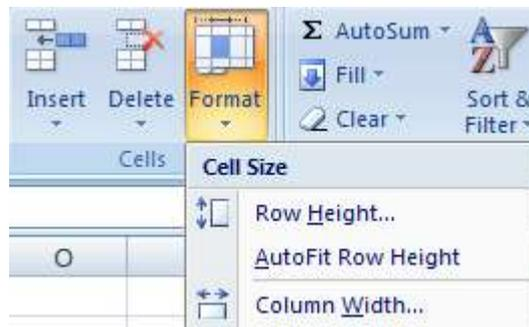 Insert Delete Format
Σ AutoSum
Fill
Clear
A
Z
Sort &
Filter
Cells
Cell Size
Row Height...
AutoFit Row Height
Column Width...
O